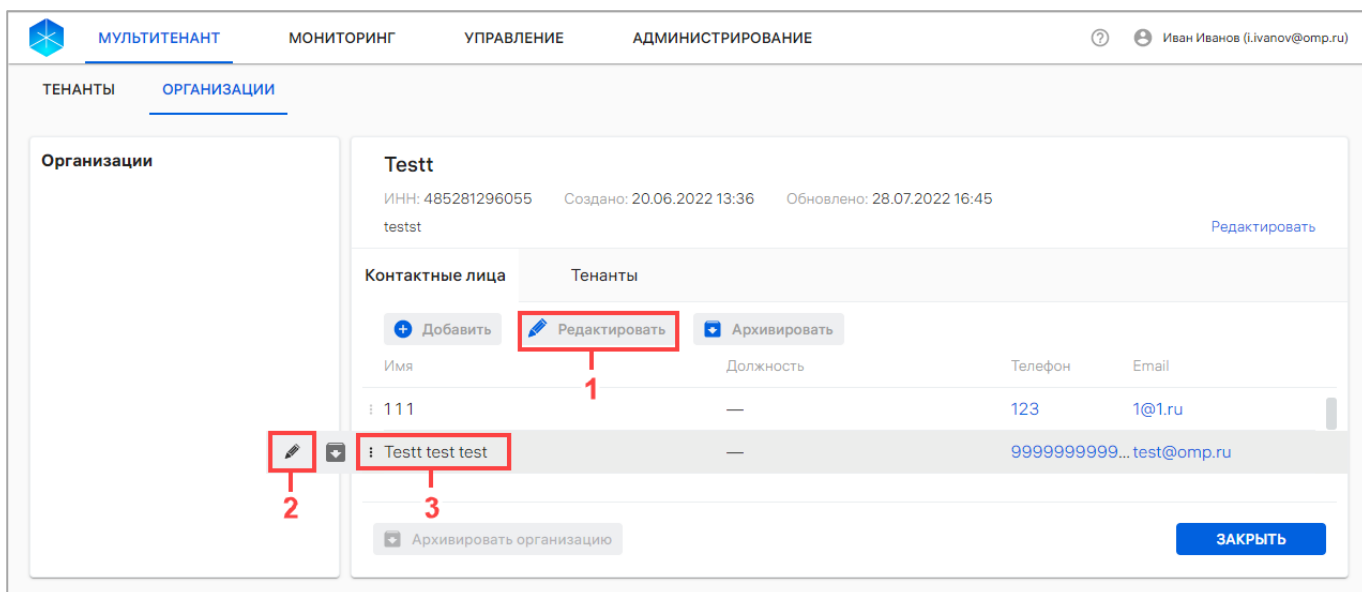 МУЛЬТИТЕНАНТ МОНИТОРИНГ УПРАВЛЕНИЕ АДМИНИСТРИРОВАНИЕ ? Иван Иванов (i.ivanov@omp.ru)
ТЕНАНТЫ ОРГАНИЗАЦИИ
Организации
Testt
ИНН: 485281296055 Создано: 20.06.2022 13:36 Обновлено: 28.07.2022 16:45
testst Редактировать
Контактные лица Тенанты
Добавить Редактировать Архивировать
Имя Должность Телефон Email
1
111 — 123 1@1.ru
Testt test test — 9999999999... test@omp.ru
2 3
Архивировать организацию ЗАКРЫТЬ